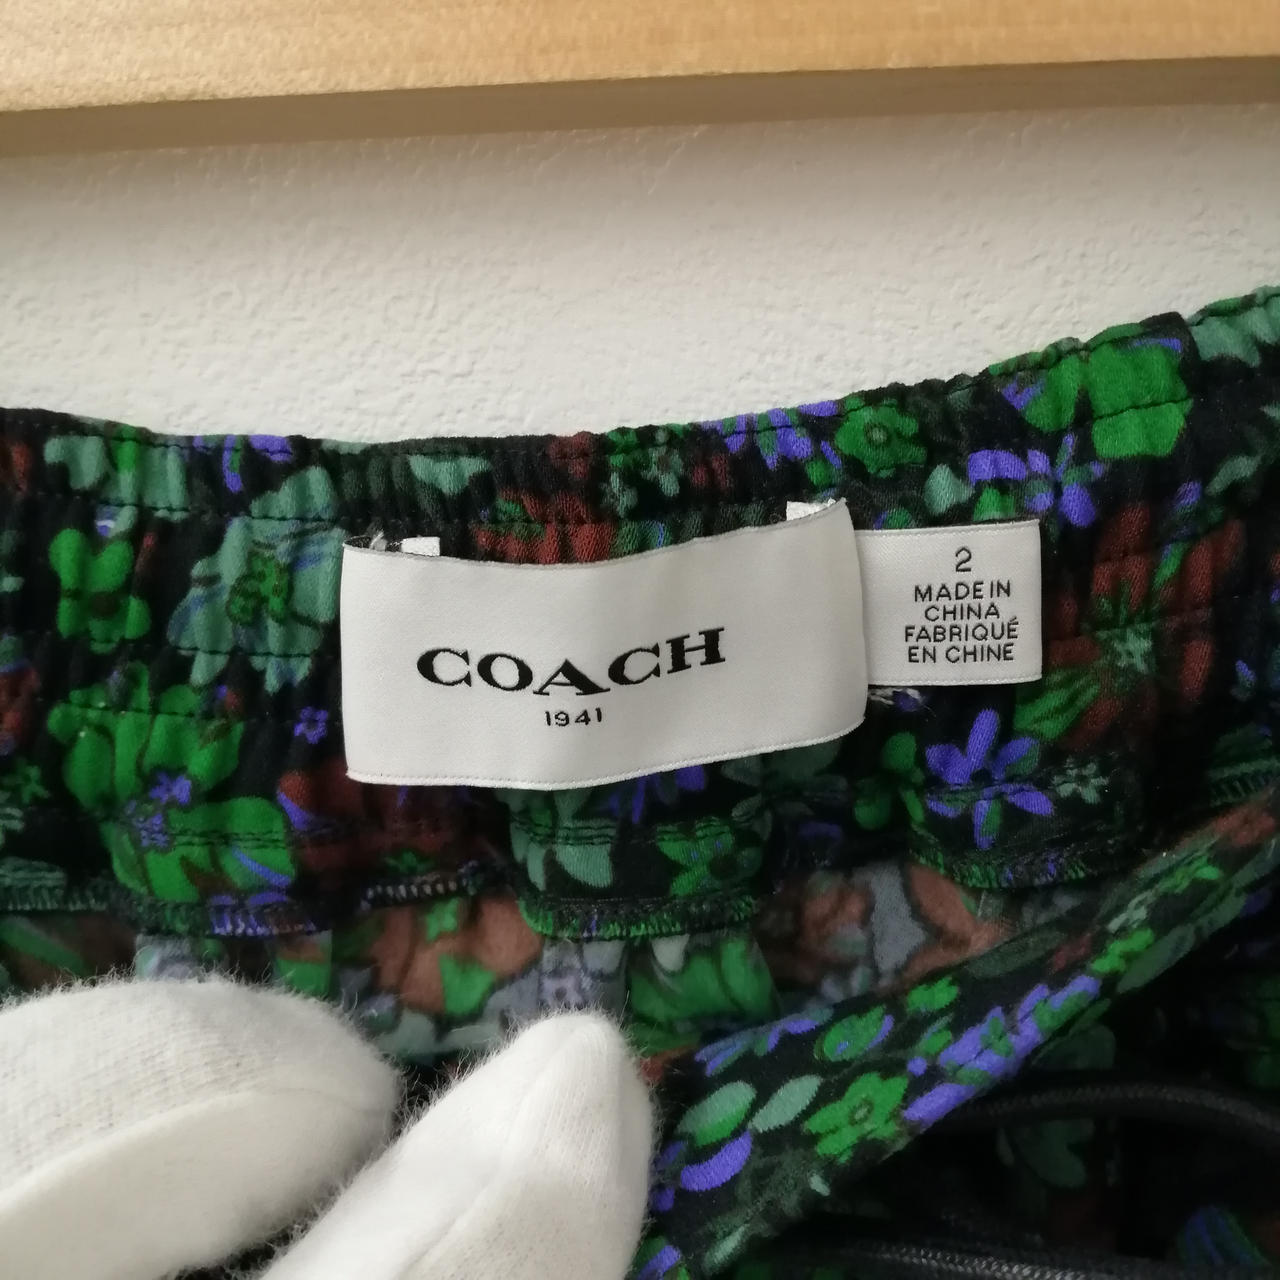 COACH
1941
2
MADE IN
CHINA
FABRIQUÉ
EN CHINE